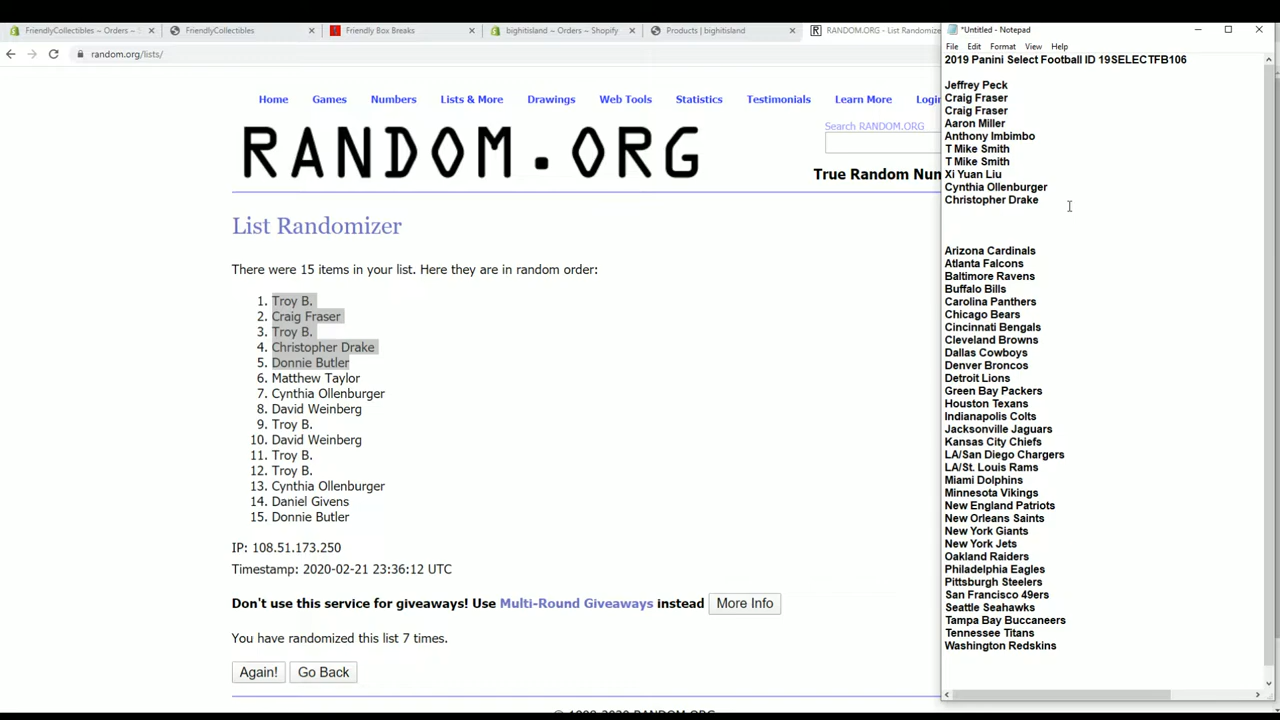 FriendlyCollectibles ~ Orders ~ S
FriendlyCollectibles
Friendly Box Breaks
bighitisland ~ Orders ~ Shopify
Products | bighitisland
RANDOM.ORG - List Randomize
random.org/lists/
Home
Games
Numbers
Lists & More
Drawings
Web Tools
Statistics
Testimonials
Learn More
Login
RANDOM.ORG
Search RANDOM.ORG
True Random Num
List Randomizer
There were 15 items in your list. Here they are in random order:
1. Troy B.
2. Craig Fraser
3. Troy B.
4. Christopher Drake
5. Donnie Butler
6. Matthew Taylor
7. Cynthia Ollenburger
8. David Weinberg
9. Troy B.
10. David Weinberg
11. Troy B.
12. Troy B.
13. Cynthia Ollenburger
14. Daniel Givens
15. Donnie Butler
IP: 108.51.173.250
Timestamp: 2020-02-21 23:36:12 UTC
Don't use this service for giveaways! Use Multi-Round Giveaways instead
More Info
You have randomized this list 7 times.
Again!
Go Back
*Untitled - Notepad
File Edit Format View Help
2019 Panini Select Football ID 19SELECTFB106
Jeffrey Peck
Craig Fraser
Craig Fraser
Aaron Miller
Anthony Imbimbo
T Mike Smith
T Mike Smith
Xi Yuan Liu
Cynthia Ollenburger
Christopher Drake
Arizona Cardinals
Atlanta Falcons
Baltimore Ravens
Buffalo Bills
Carolina Panthers
Chicago Bears
Cincinnati Bengals
Cleveland Browns
Dallas Cowboys
Denver Broncos
Detroit Lions
Green Bay Packers
Houston Texans
Indianapolis Colts
Jacksonville Jaguars
Kansas City Chiefs
LA/San Diego Chargers
LA/St. Louis Rams
Miami Dolphins
Minnesota Vikings
New England Patriots
New Orleans Saints
New York Giants
New York Jets
Oakland Raiders
Philadelphia Eagles
Pittsburgh Steelers
San Francisco 49ers
Seattle Seahawks
Tampa Bay Buccaneers
Tennessee Titans
Washington Redskins